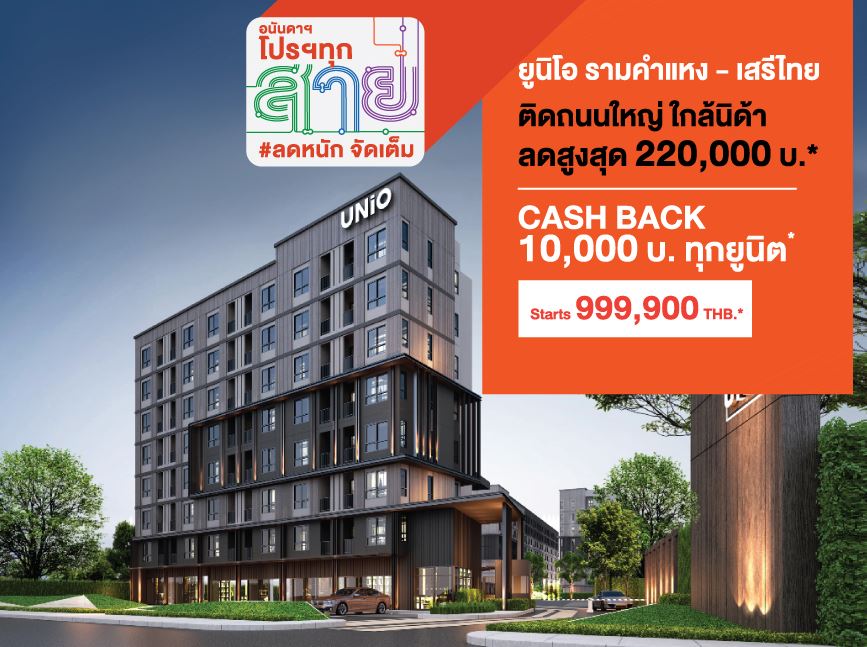 อนันดาฯ
โปรฯทุก
สาย
#ลดหนัก จัดเต็ม
ยูนิโอ รามคำแหง - เสรีไทย
ติดถนนใหญ่ ใกล้นิด้า
ลดสูงสุด 220,000 บ.*
CASH BACK
10,000 บ. ทุกยูนิต*
Starts 999,900 THB.*
UNiO